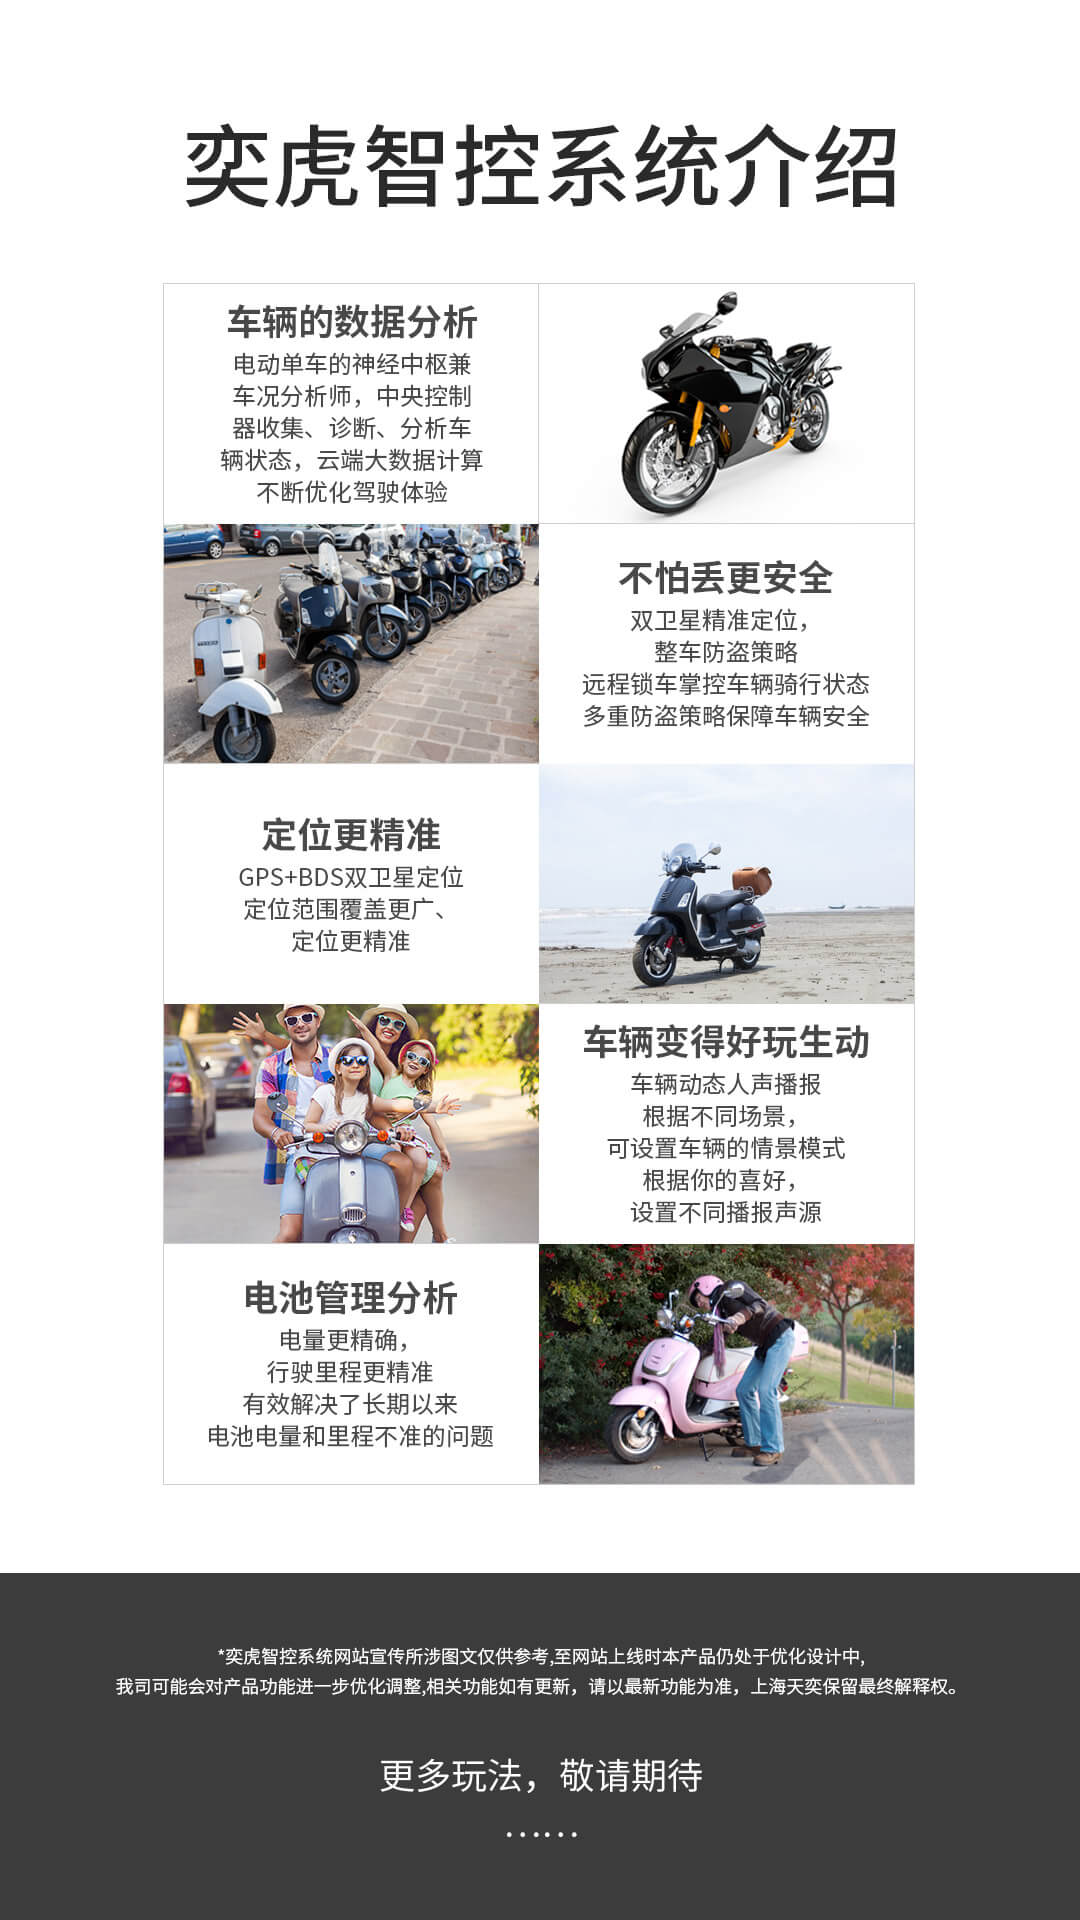 奕虎智控系统介绍
车辆的数据分析
电动单车的神经中枢兼
车况分析师，中央控制
器收集、诊断、分析车
辆状态，云端大数据计算
不断优化驾驶体验
不怕丢更安全
双卫星精准定位，
整车防盗策略
远程锁车掌控车辆骑行状态
多重防盗策略保障车辆安全
定位更精准
GPS+BDS双卫星定位
定位范围覆盖更广、
定位更精准
车辆变得好玩生动
车辆动态人声播报
根据不同场景，
可设置车辆的情景模式
根据你的喜好，
设置不同播报声源
电池管理分析
电量更精确，
行驶里程更精准
有效解决了长期以来
电池电量和里程不准的问题
*奕虎智控系统网站宣传所涉图文仅供参考,至网站上线时本产品仍处于优化设计中,
我司可能会对产品功能进一步优化调整,相关功能如有更新，请以最新功能为准，上海天奕保留最终解释权。
更多玩法，敬请期待
······